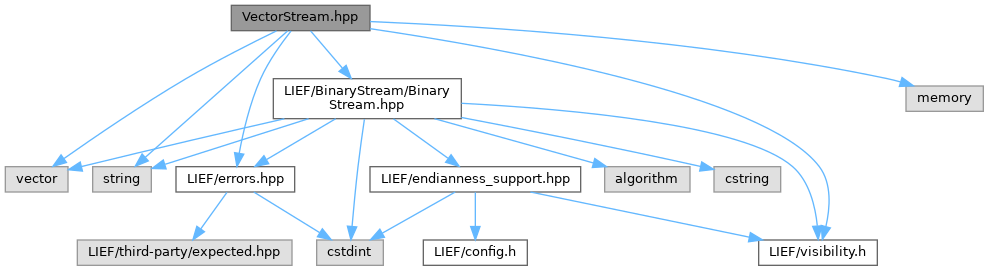 VectorStream.hpp
LIEF/BinaryStream/Binary
Stream.hpp
memory
vector
string
LIEF/errors.hpp
LIEF/endianness_support.hpp
algorithm
cstring
LIEF/third-party/expected.hpp
cstdint
LIEF/config.h
LIEF/visibility.h